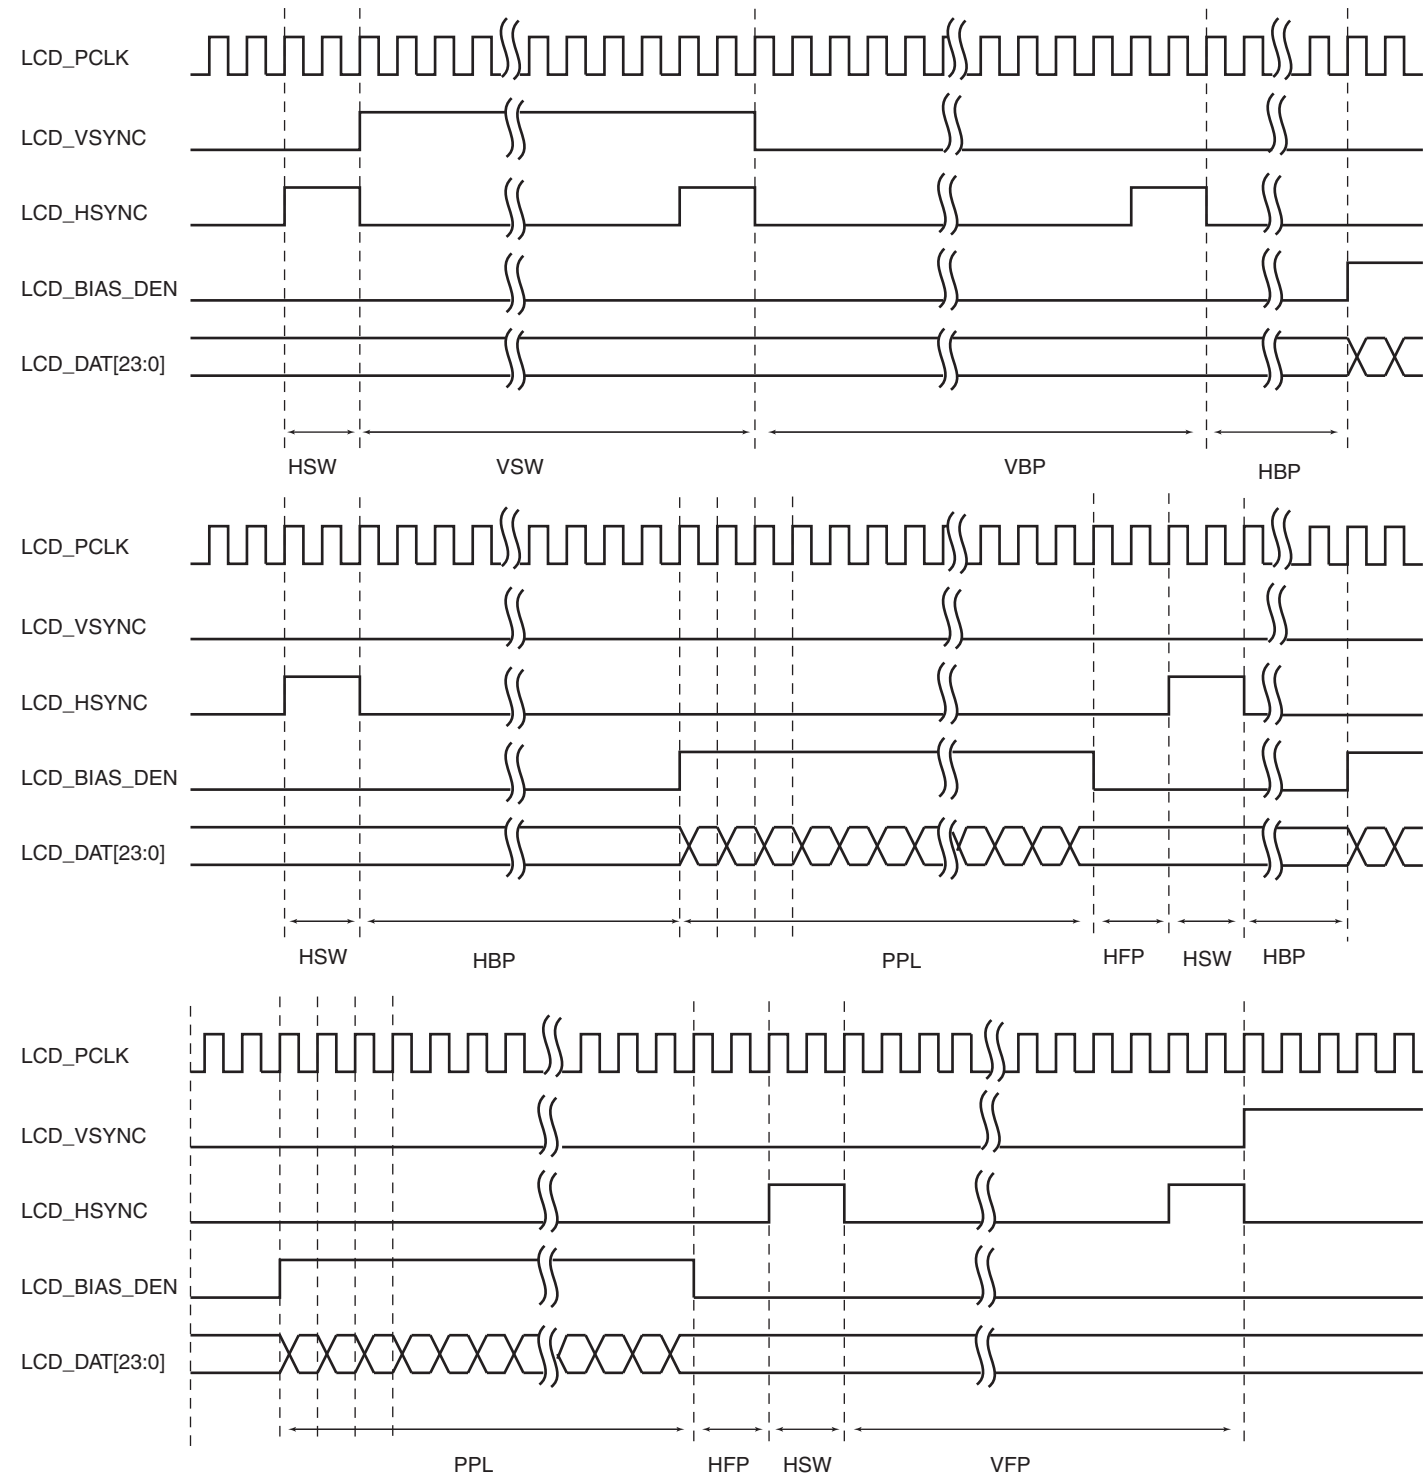 LCD_PCLK
LCD_VSYNC
LCD_HSYNC
LCD_BIAS_DEN
LCD_DAT[23:0]
HSW VSW VBP HBP
LCD_PCLK
LCD_VSYNC
LCD_HSYNC
LCD_BIAS_DEN
LCD_DAT[23:0]
HSW HBP PPL HFP HSW HBP
LCD_PCLK
LCD_VSYNC
LCD_HSYNC
LCD_BIAS_DEN
LCD_DAT[23:0]
PPL HFP HSW VFP